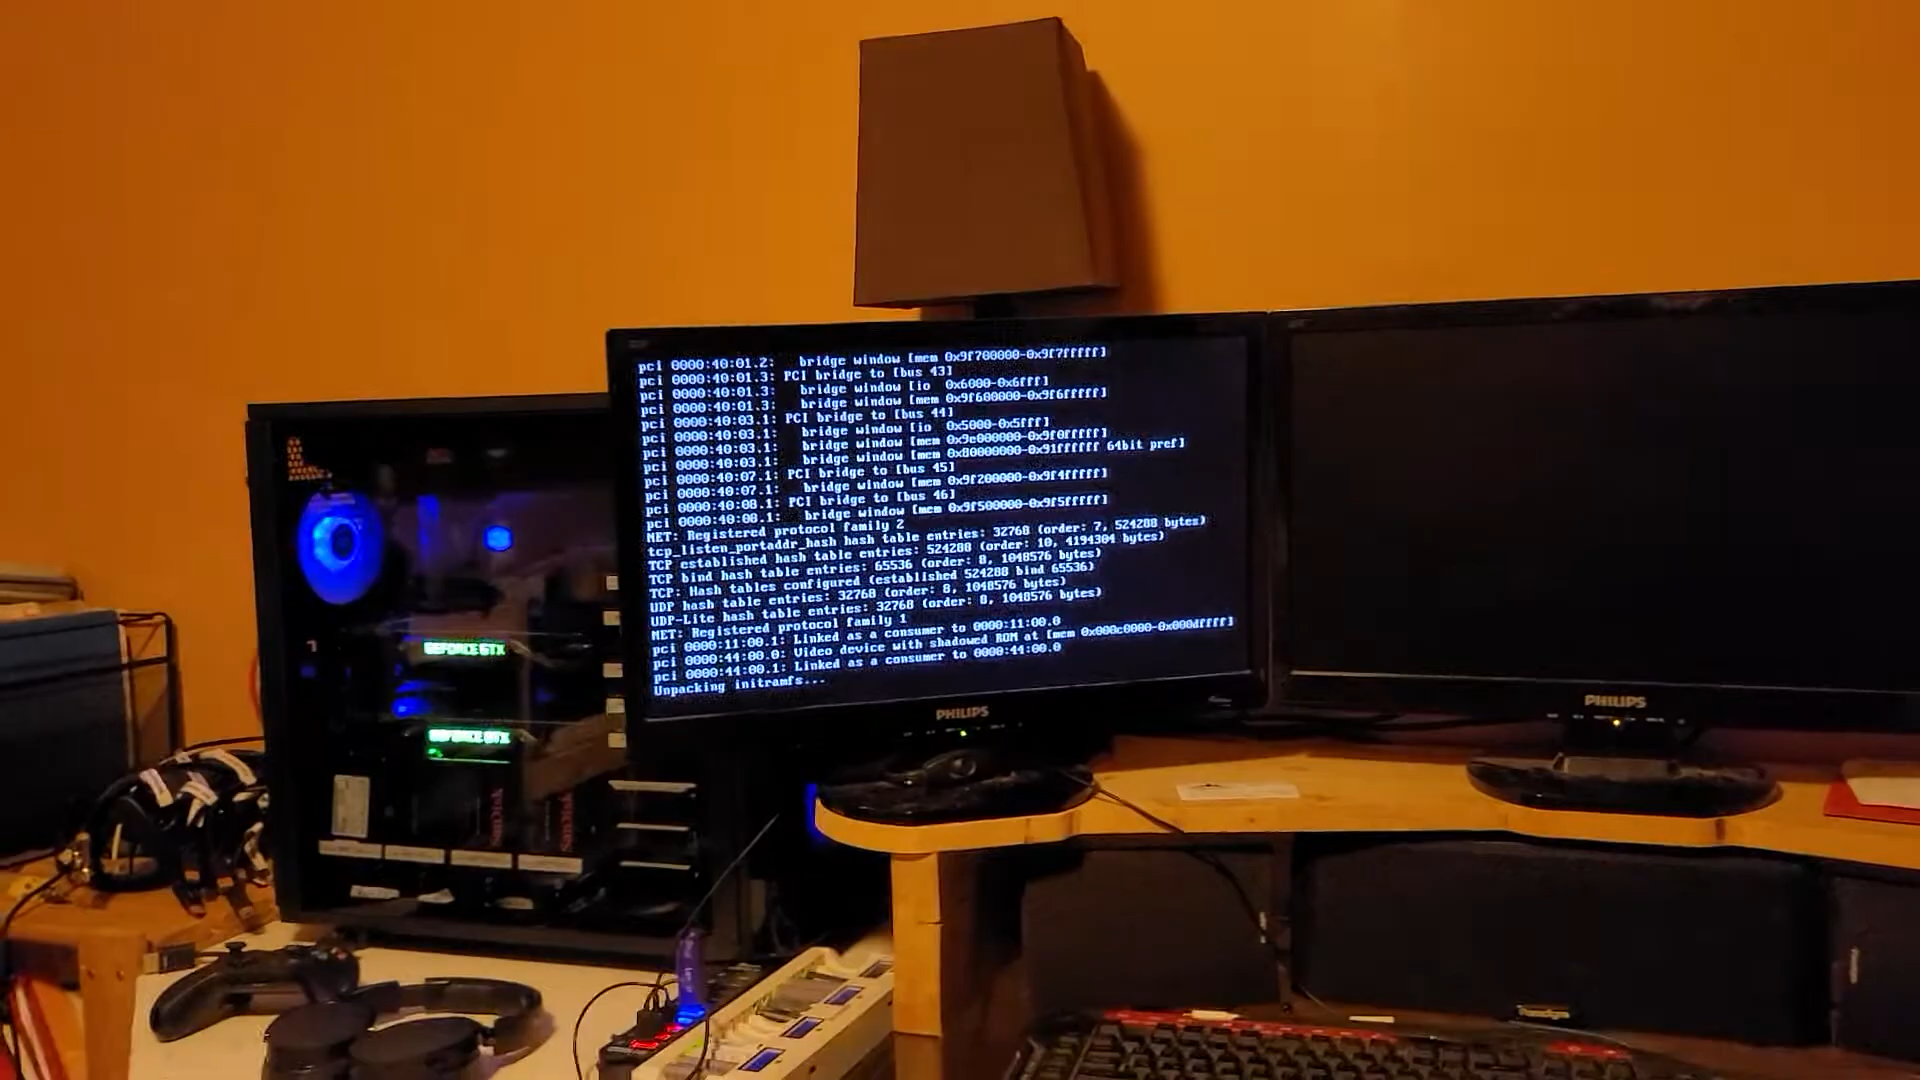 pci 0000:40:01.2:   bridge window [mem 0x9f700000-0x9f7fffff]
pci 0000:40:01.3: PCI bridge to [bus 43]
pci 0000:40:01.3:   bridge window [io  0x6000-0x6fff]
pci 0000:40:01.3:   bridge window [mem 0x9f600000-0x9f6fffff]
pci 0000:40:03.1: PCI bridge to [bus 44]
pci 0000:40:03.1:   bridge window [io  0x5000-0x5fff]
pci 0000:40:03.1:   bridge window [mem 0x9e000000-0x9f0fffff]
pci 0000:40:03.1:   bridge window [mem 0x80000000-0x91ffffff 64bit pref]
pci 0000:40:07.1: PCI bridge to [bus 45]
pci 0000:40:07.1:   bridge window [mem 0x9f200000-0x9f4fffff]
pci 0000:40:08.1: PCI bridge to [bus 46]
pci 0000:40:08.1:   bridge window [mem 0x9f500000-0x9f5fffff]
NET: Registered protocol family 2
tcp_listen_portaddr_hash hash table entries: 32768 (order: 7, 524288 bytes)
TCP established hash table entries: 524288 (order: 10, 4194304 bytes)
TCP bind hash table entries: 65536 (order: 8, 1048576 bytes)
TCP: Hash tables configured (established 524288 bind 65536)
UDP hash table entries: 32768 (order: 8, 1048576 bytes)
UDP-Lite hash table entries: 32768 (order: 8, 1048576 bytes)
NET: Registered protocol family 1
pci 0000:11:00.1: Linked as a consumer to 0000:11:00.0
pci 0000:44:00.0: Video device with shadowed ROM at [mem 0x000c0000-0x000dffff]
pci 0000:44:00.1: Linked as a consumer to 0000:44:00.0
Unpacking initramfs...
PHILIPS
PHILIPS
GEFORCE GTX
GEFORCE GTX